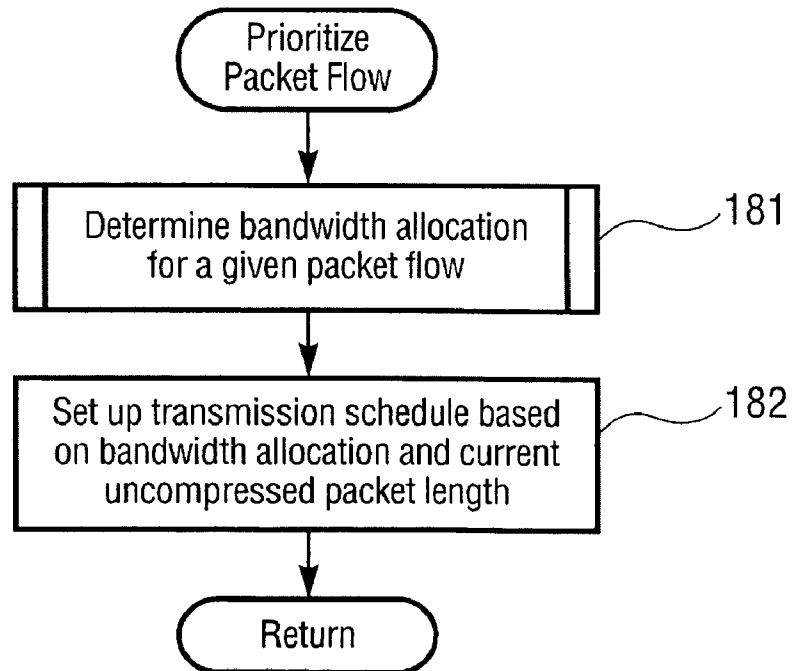 Prioritize
Packet Flow
Determine bandwidth allocation
for a given packet flow
181
Set up transmission schedule based
on bandwidth allocation and current
uncompressed packet length
182
Return